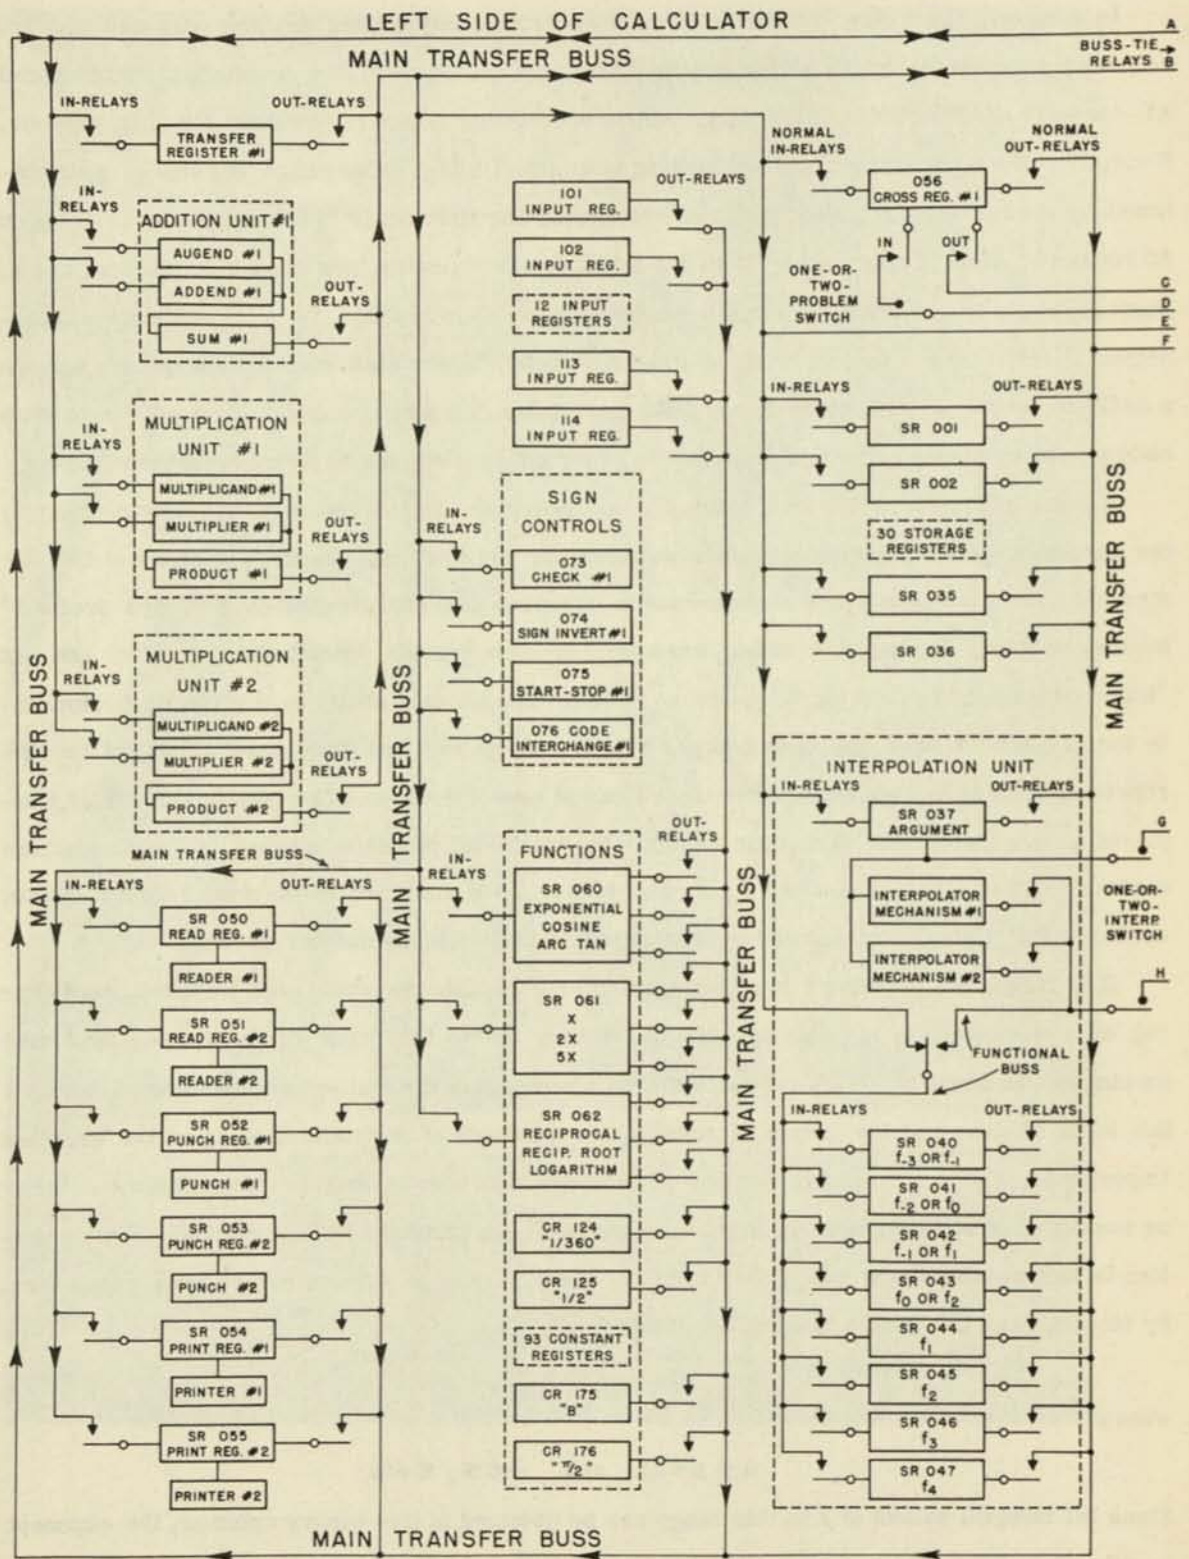 LEFT SIDE OF CALCULATOR
MAIN TRANSFER BUSS
A
BUSS-TIE
RELAYS B
IN-RELAYS
OUT-RELAYS
TRANSFER
REGISTER #1
IN-
RELAYS
ADDITION UNIT #1
AUGEND #1
ADDEND #1
SUM #1
OUT-
RELAYS
IN-
RELAYS
MULTIPLICATION
UNIT #1
MULTIPLICAND #1
MULTIPLIER #1
PRODUCT #1
OUT-
RELAYS
IN-
RELAYS
MULTIPLICATION
UNIT #2
MULTIPLICAND #2
MULTIPLIER #2
PRODUCT #2
OUT-
RELAYS
MAIN TRANSFER BUSS
MAIN TRANSFER BUSS
IN-RELAYS
OUT-RELAYS
SR 050
READ REG. #1
READER #1
SR 051
READ REG. #2
READER #2
SR 052
PUNCH REG. #1
PUNCH #1
SR 053
PUNCH REG. #2
PUNCH #2
SR 054
PRINT REG. #1
PRINTER #1
SR 055
PRINT REG. #2
PRINTER #2
MAIN TRANSFER BUSS
OUT-RELAYS
101
INPUT REG.
102
INPUT REG.
12 INPUT
REGISTERS
113
INPUT REG.
114
INPUT REG.
IN-
RELAYS
SIGN
CONTROLS
073
CHECK #1
074
SIGN INVERT #1
075
START-STOP #1
076 CODE
INTERCHANGE #1
OUT-
RELAYS
IN-
RELAYS
FUNCTIONS
SR 060
EXPONENTIAL
COSINE
ARC TAN
SR 061
X
2X
5X
SR 062
RECIPROCAL
RECIP. ROOT
LOGARITHM
CR 124
"1/360"
CR 125
"1/2"
93 CONSTANT
REGISTERS
CR 175
"8"
CR 176
"π/2"
MAIN TRANSFER BUSS
NORMAL
IN-RELAYS
NORMAL
OUT-RELAYS
056
CROSS REG. #1
IN
OUT
ONE-OR-
TWO-
PROBLEM
SWITCH
C
D
E
F
IN-RELAYS
OUT-RELAYS
SR 001
SR 002
30 STORAGE
REGISTERS
SR 035
SR 036
MAIN TRANSFER BUSS
INTERPOLATION UNIT
IN-RELAYS
OUT-RELAYS
SR 037
ARGUMENT
G
INTERPOLATOR
MECHANISM #1
INTERPOLATOR
MECHANISM #2
ONE-OR-
TWO-
INTERP.
SWITCH
H
FUNCTIONAL
BUSS
IN-RELAYS
OUT-RELAYS
SR 040
f-3 OR f-1
SR 041
f-2 OR f0
SR 042
f-1 OR f1
SR 043
f0 OR f2
SR 044
f1
SR 045
f2
SR 046
f3
SR 047
f4
MAIN TRANSFER BUSS